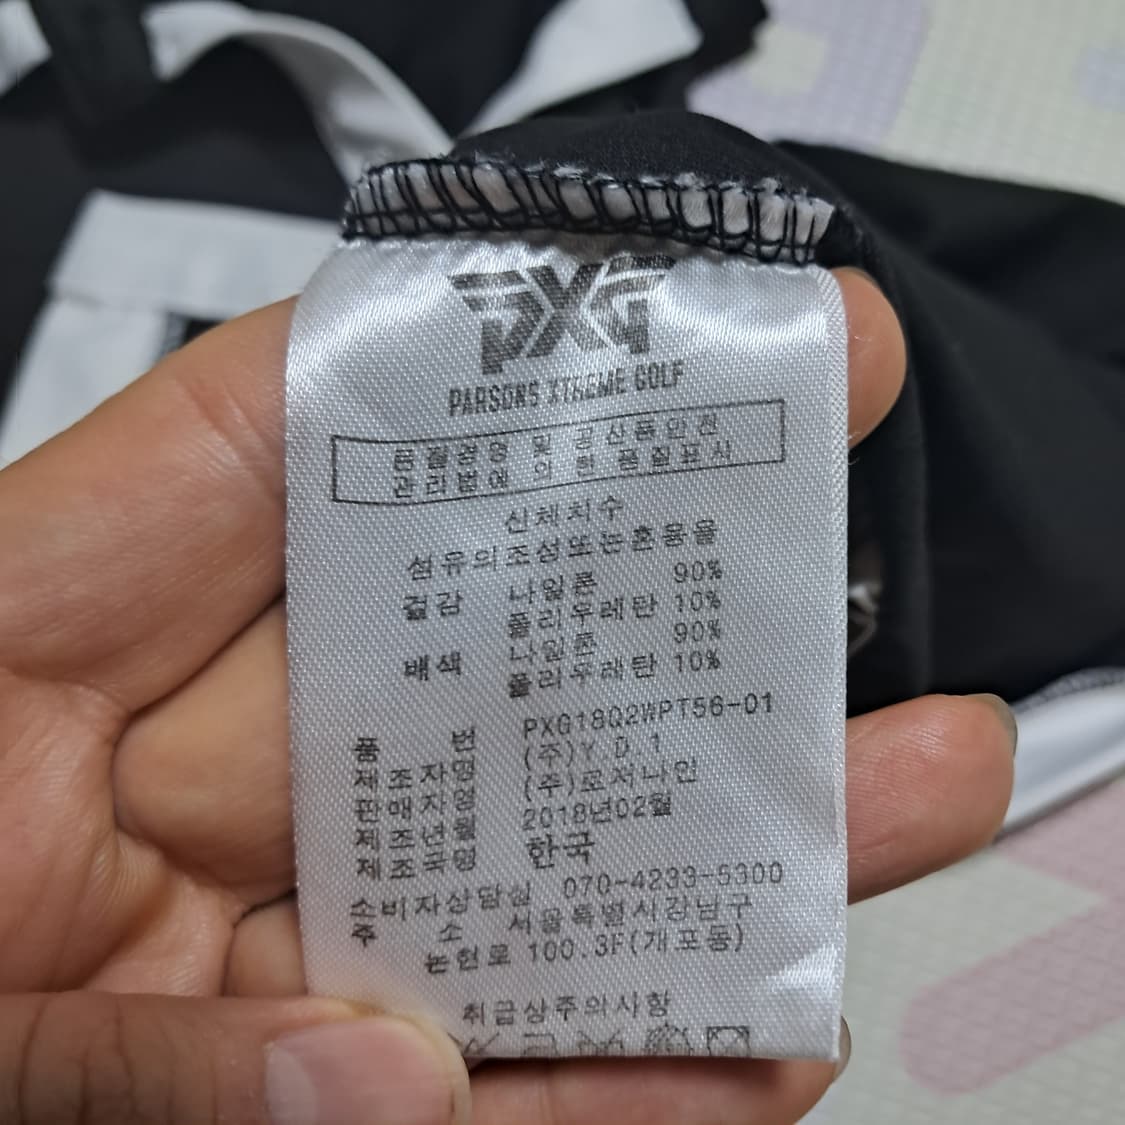 PXG
PARSONS XTREME GOLF
품질경영 및 공산품안전
관리법에 의한 품질표시
신체치수
섬유의조성또는혼용율
겉감 나일론 90%
폴리우레탄 10%
배색 나일론 90%
폴리우레탄 10%
품 번 PXG18Q2WPT56-01
제조자명 (주)Y.D.1
판매자명 (주)로저나인
제조년월 2018년02월
제조국명 한국
소비자상담실 070-4233-5300
주 소 서울특별시강남구
논현로 100.3F(개포동)
취급상주의사항